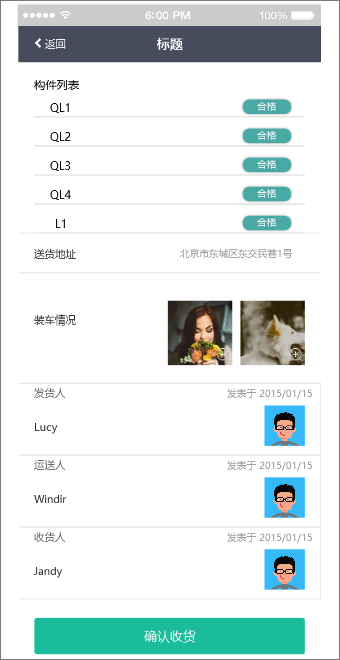 6:00 PM 100%
返回 标题
构件列表
QL1 合格
QL2 合格
QL3 合格
QL4 合格
L1 合格
送货地址 北京市东城区东交民巷1号
装车情况
发货人 发表于 2015/01/15
Lucy
运送人 发表于 2015/01/15
Windir
收货人 发表于 2015/01/15
Jandy
确认收货